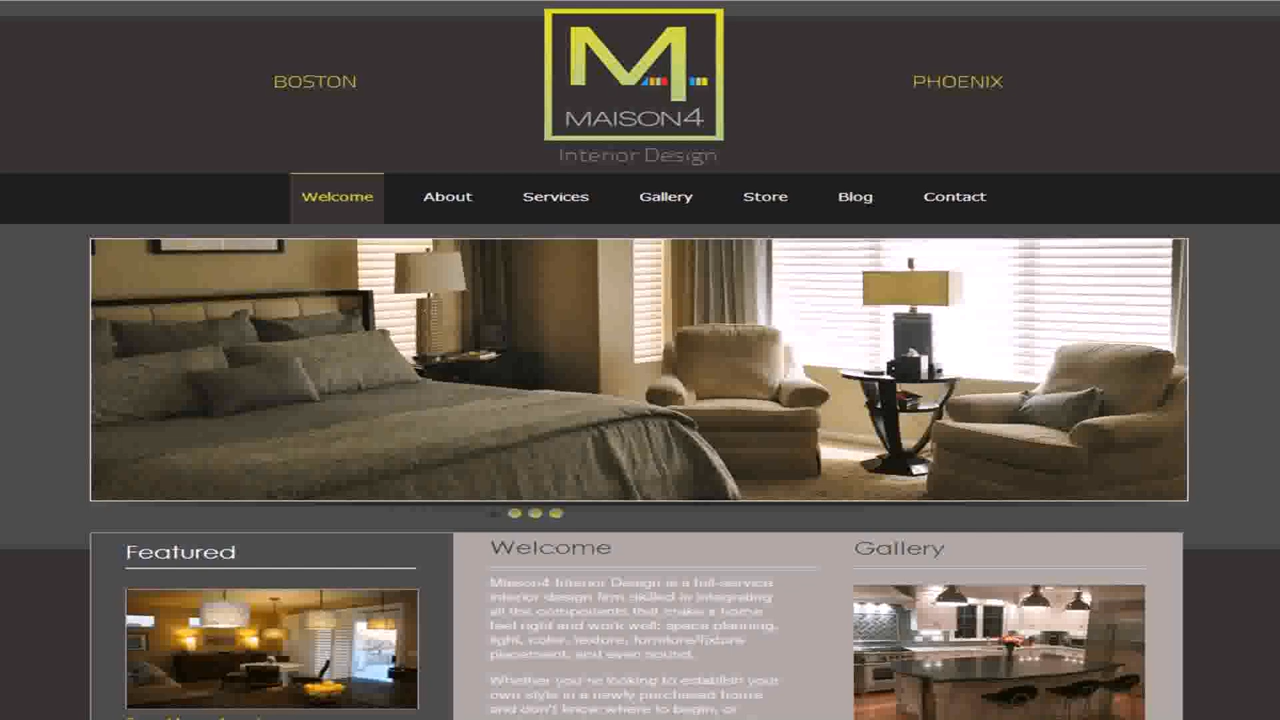 BOSTON
PHOENIX
M4
MAISON4
Interior Design
Welcome
About
Services
Gallery
Store
Blog
Contact
Featured
Welcome
Maison4 Interior Design is a full-service
interior design firm skilled in integrating
all the components that make a home
feel right and work well: space planning,
light, color, texture, furniture/fixture
placement, and even sound.
Whether you're looking to establish your
own style in a newly purchased home
and don't know where to begin, or
Gallery